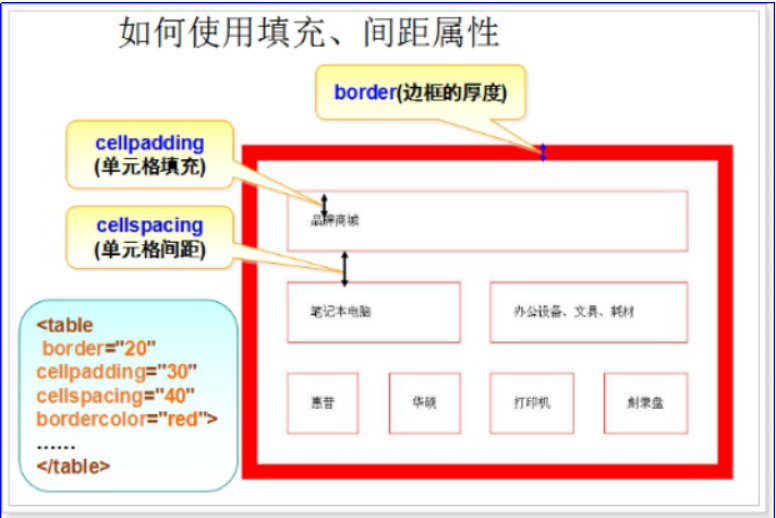 如何使用填充、间距属性
border(边框的厚度)
cellpadding
(单元格填充)
cellspacing
(单元格间距)
品牌商城
笔记本电脑
办公设备、文具、耗材
惠普
华硕
打印机
刻录盘
<table
border="20"
cellpadding="30"
cellspacing="40"
bordercolor="red">
......
</table>